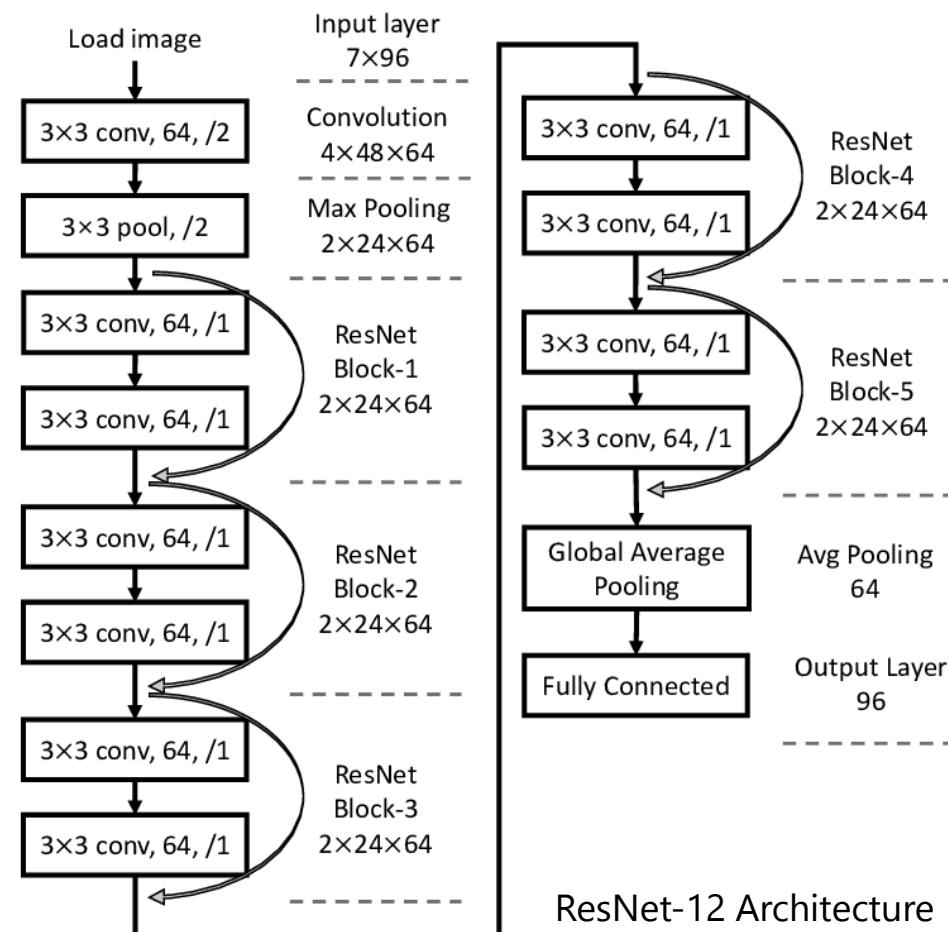 Load image
Input layer
7×96
3×3 conv, 64, /2
Convolution
4×48×64
3×3 pool, /2
Max Pooling
2×24×64
3×3 conv, 64, /1
3×3 conv, 64, /1
ResNet
Block-1
2×24×64
3×3 conv, 64, /1
3×3 conv, 64, /1
ResNet
Block-2
2×24×64
3×3 conv, 64, /1
3×3 conv, 64, /1
ResNet
Block-3
2×24×64
3×3 conv, 64, /1
3×3 conv, 64, /1
ResNet
Block-4
2×24×64
3×3 conv, 64, /1
3×3 conv, 64, /1
ResNet
Block-5
2×24×64
Global Average
Pooling
Avg Pooling
64
Fully Connected
Output Layer
96
ResNet-12 Architecture